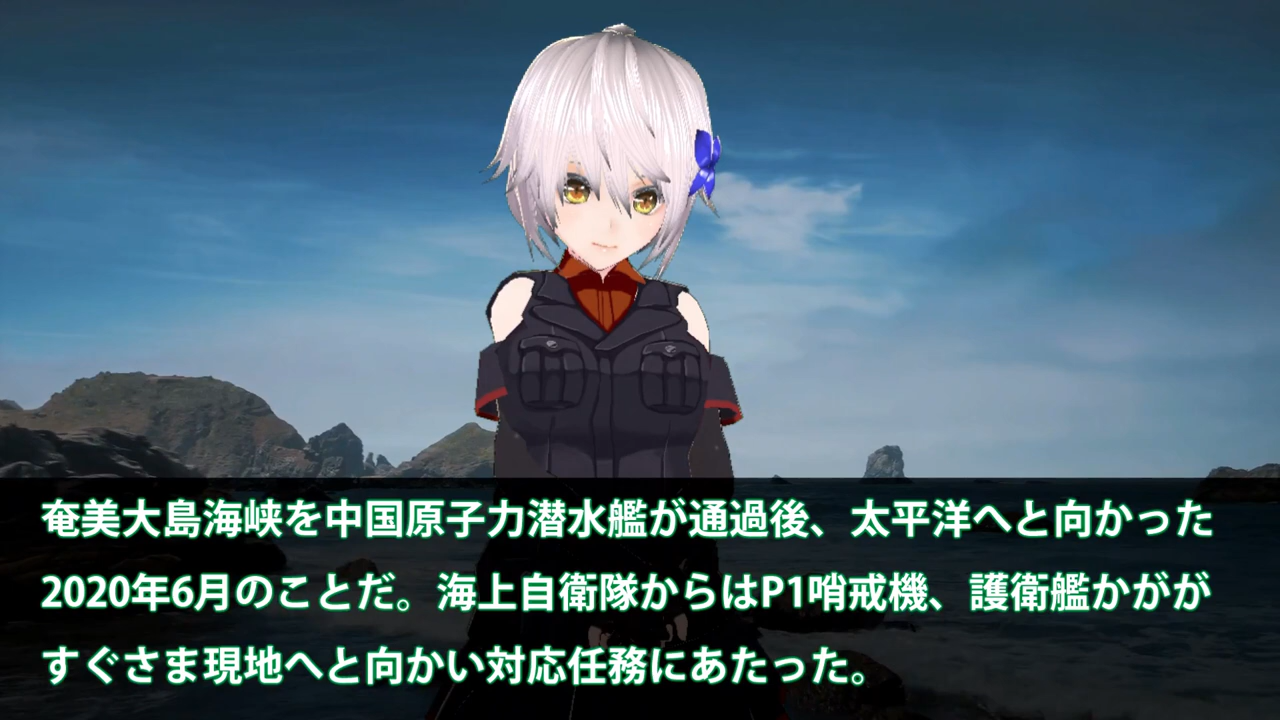 奄美大島海峡を中国原子力潜水艦が通過後、太平洋へと向かった
2020年6月のことだ。海上自衛隊からはP1哨戒機、護衛艦かがが
すぐさま現地へと向かい対応任務にあたった。